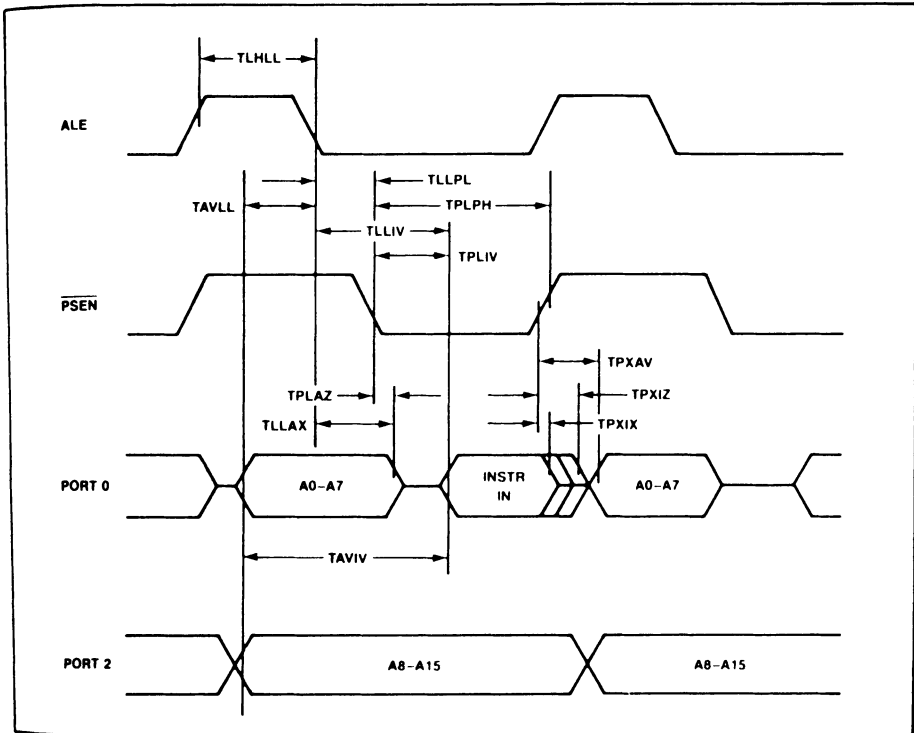 TLHLL
ALE
TLLPL
TAVLL
TPLPH
TLLIV
TPLIV
PSEN
TPXAV
TPLAZ
TPXIZ
TLLAX
TPXIX
PORT 0
A0–A7
INSTR
IN
A0–A7
TAVIV
PORT 2
A8–A15
A8–A15